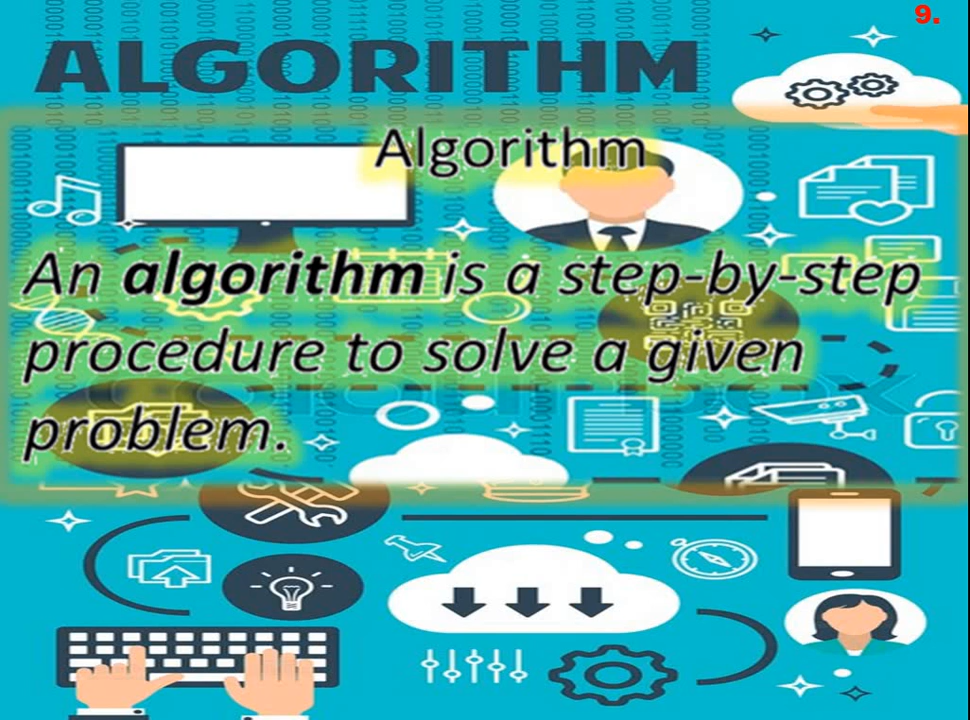 9.
ALGORITHM
Algorithm
An algorithm is a step-by-step
procedure to solve a given
problem.